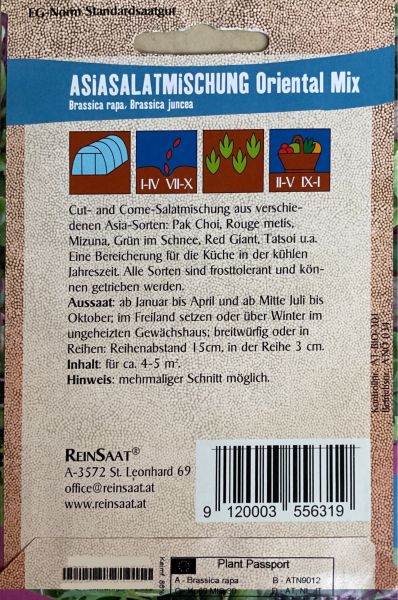 EG-Norm Standardsaatgut
ASiASALATMiSCHUNG Oriental Mix
Brassica rapa, Brassica juncea
I-IV VII-X
II-V IX-I
Cut- and Come-Salatmischung aus verschie-
denen Asia-Sorten: Pak Choi, Rouge metis,
Mizuna, Grün im Schnee, Red Giant, Tatsoi u.a.
Eine Bereicherung für die Küche in der kühlen
Jahreszeit. Alle Sorten sind frosttolerant und kön-
nen getrieben werden.
Aussaat: ab Januar bis April und ab Mitte Juli bis
Oktober; im Freiland setzen oder über Winter im
ungeheizten Gewächshaus; breitwürfig oder in
Reihen: Reihenabstand 15cm, in der Reihe 3 cm.
Inhalt: für ca. 4-5 m².
Hinweis: mehrmaliger Schnitt möglich.
REINSAAT®
A-3572 St. Leonhard 69
office@reinsaat.at
www.reinsaat.at
9 120003 556319
Plant Passport
A - Brassica rapa
B - ATN9012